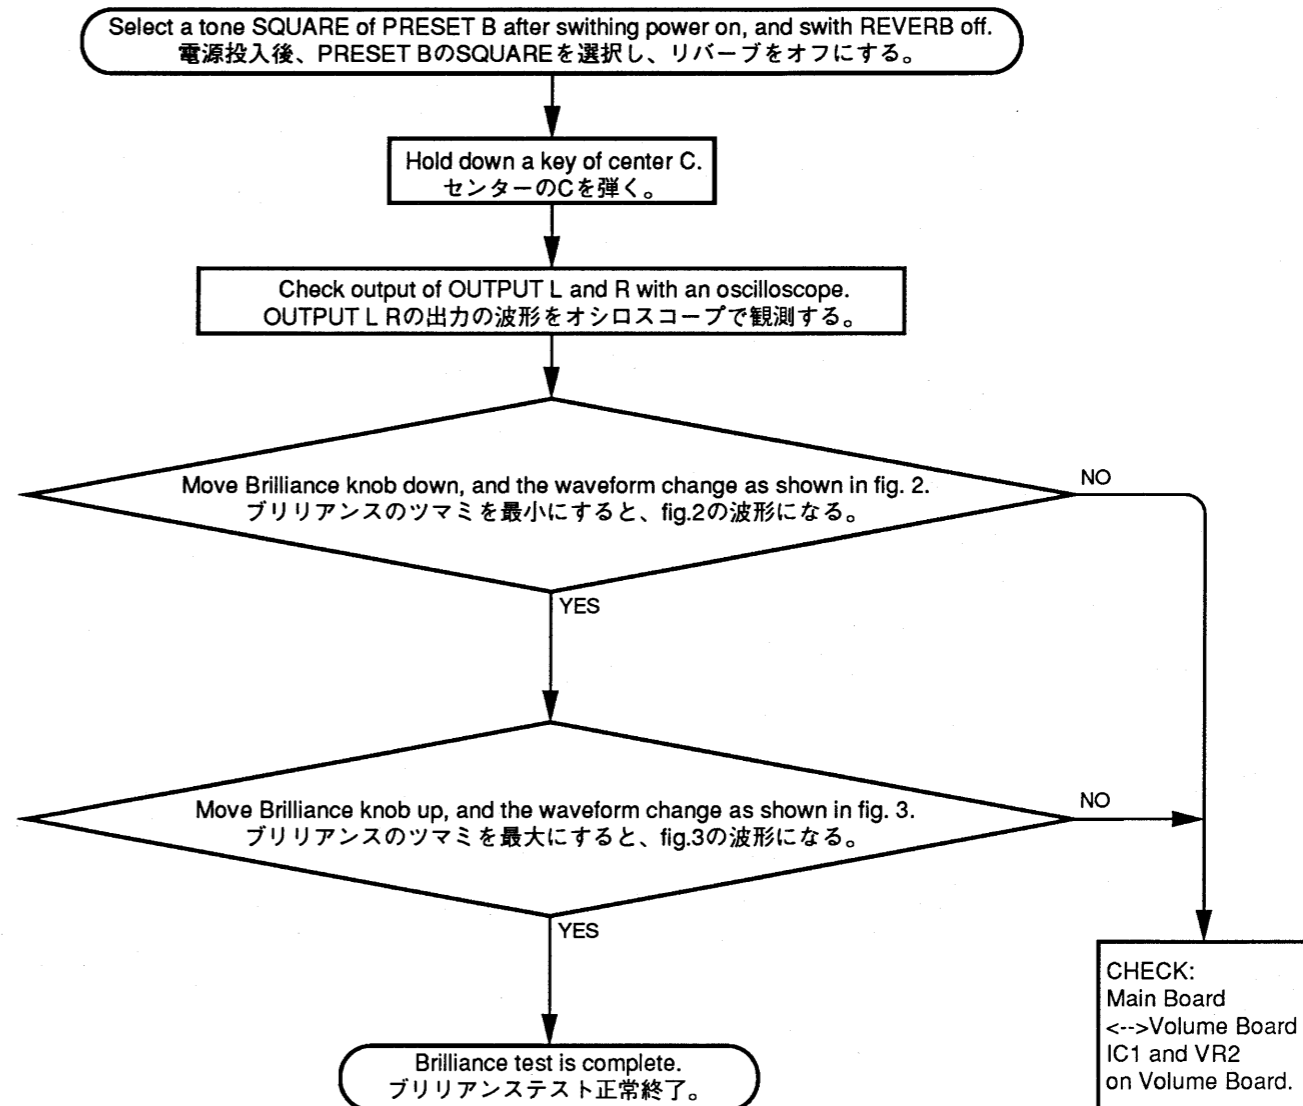 Select a tone SQUARE of PRESET B after swithing power on, and swith REVERB off.
電源投入後、PRESET BのSQUAREを選択し、リバーブをオフにする。
Hold down a key of center C.
センターのCを弾く。
Check output of OUTPUT L and R with an oscilloscope.
OUTPUT L Rの出力の波形をオシロスコープで観測する。
Move Brilliance knob down, and the waveform change as shown in fig. 2.
ブリリアンスのツマミを最小にすると、fig.2の波形になる。
NO
YES
Move Brilliance knob up, and the waveform change as shown in fig. 3.
ブリリアンスのツマミを最大にすると、fig.3の波形になる。
NO
YES
CHECK:
Main Board
<-->Volume Board
IC1 and VR2
on Volume Board.
Brilliance test is complete.
ブリリアンステスト正常終了。